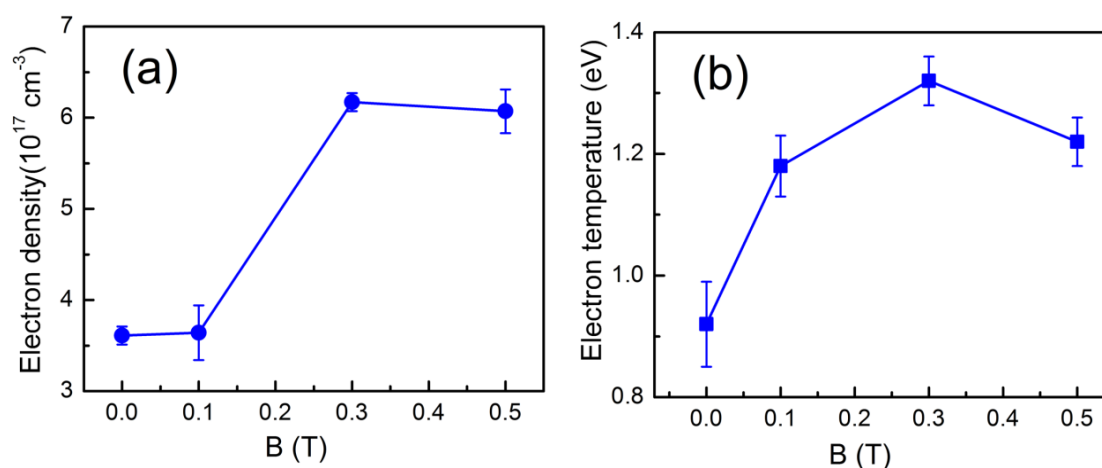 (a)
Electron density(10¹⁷ cm⁻³)
7
6
5
4
3
0.0 0.1 0.2 0.3 0.4 0.5
B (T)
(b)
Electron temperature (eV)
1.4
1.2
1.0
0.8
0.0 0.1 0.2 0.3 0.4 0.5
B (T)